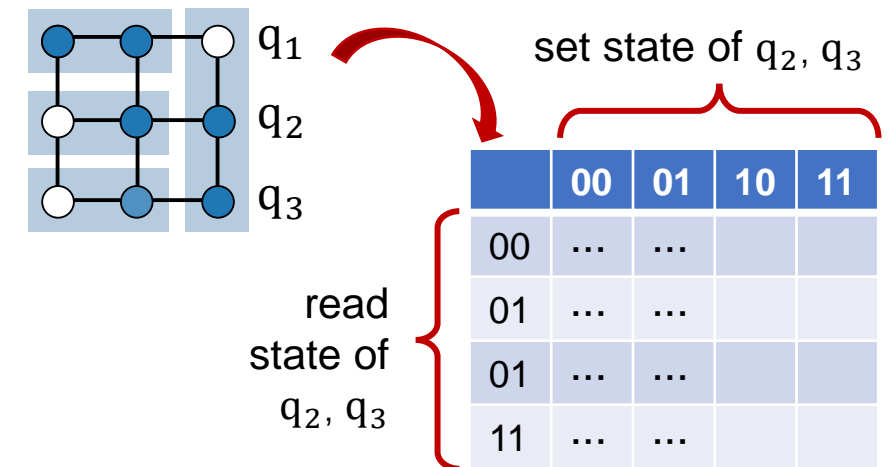 q₁
q₂
q₃
set state of q₂, q₃
00 01 10 11
00 ... ...
01 ... ...
01 ... ...
11 ... ...
read
state of
q₂, q₃